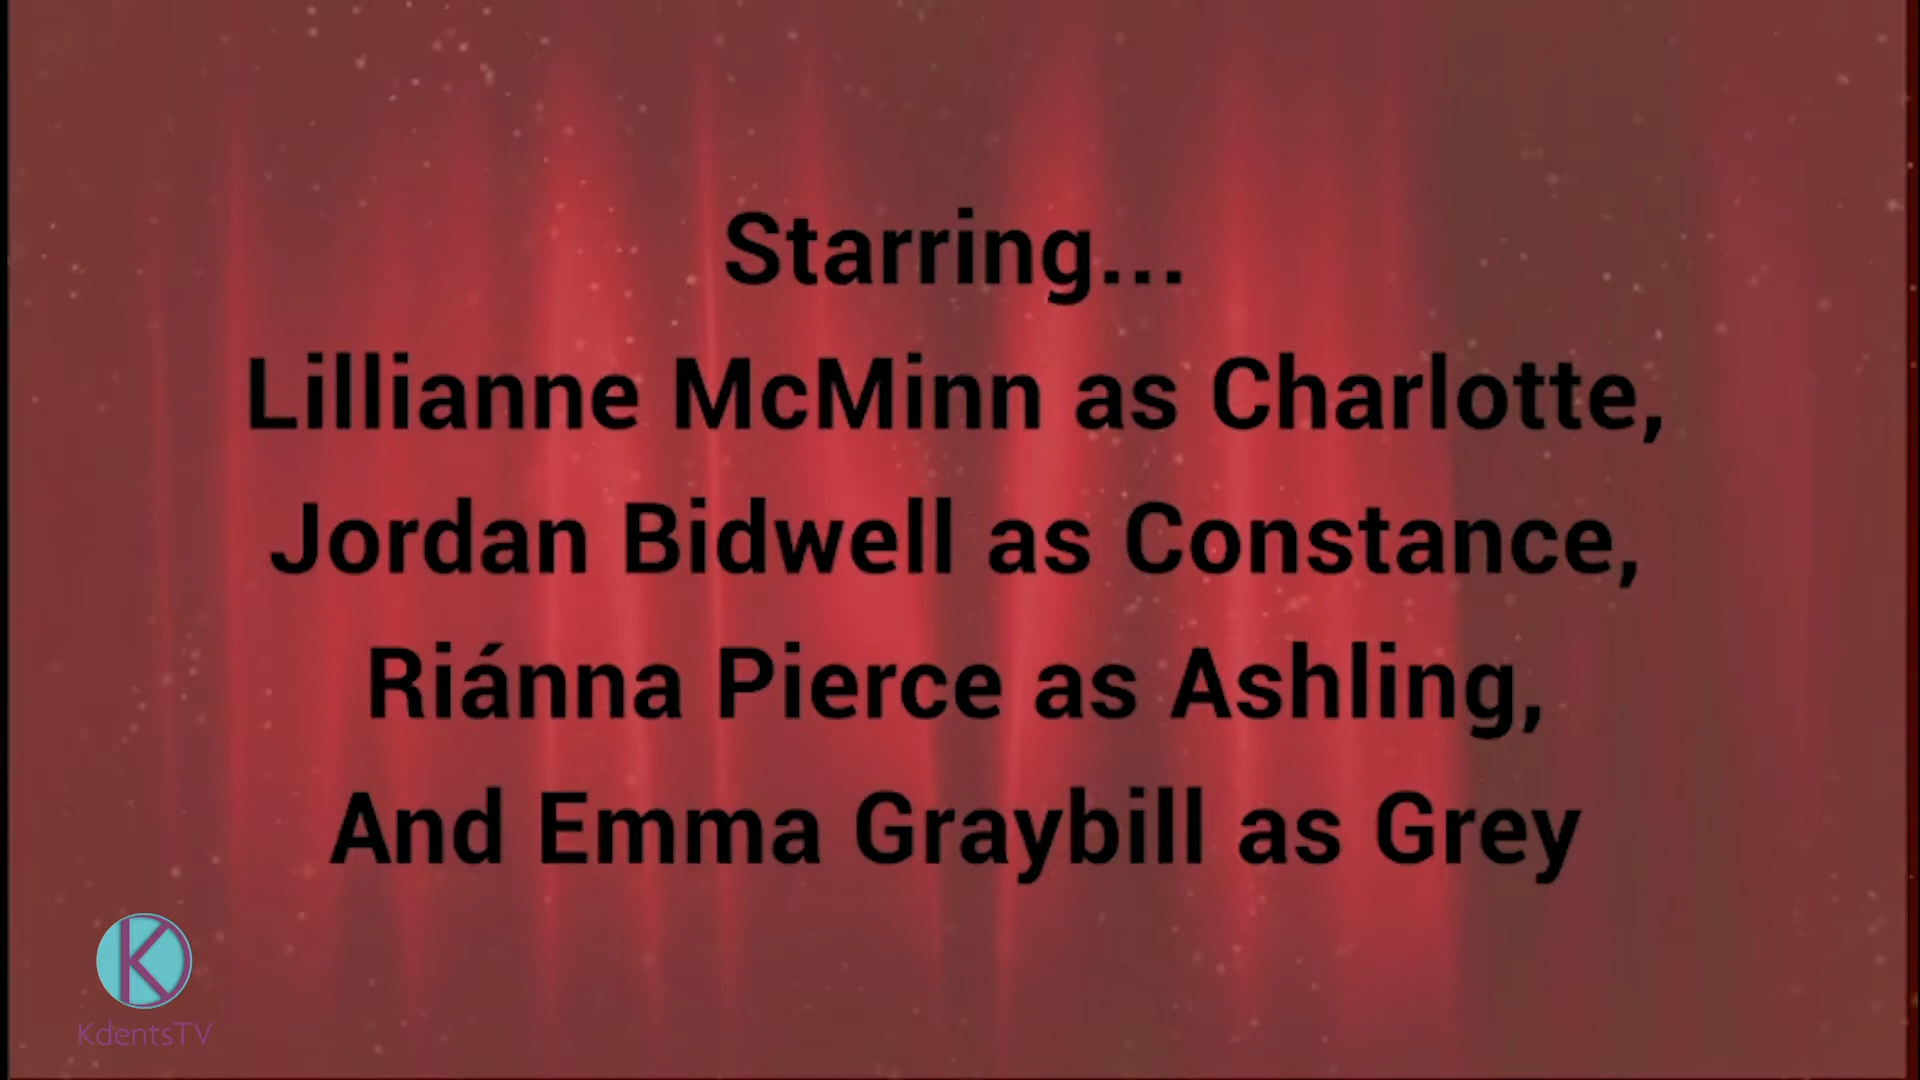 Starring...
Lillianne McMinn as Charlotte,
Jordan Bidwell as Constance,
Riánna Pierce as Ashling,
And Emma Graybill as Grey
K
KdentsTV